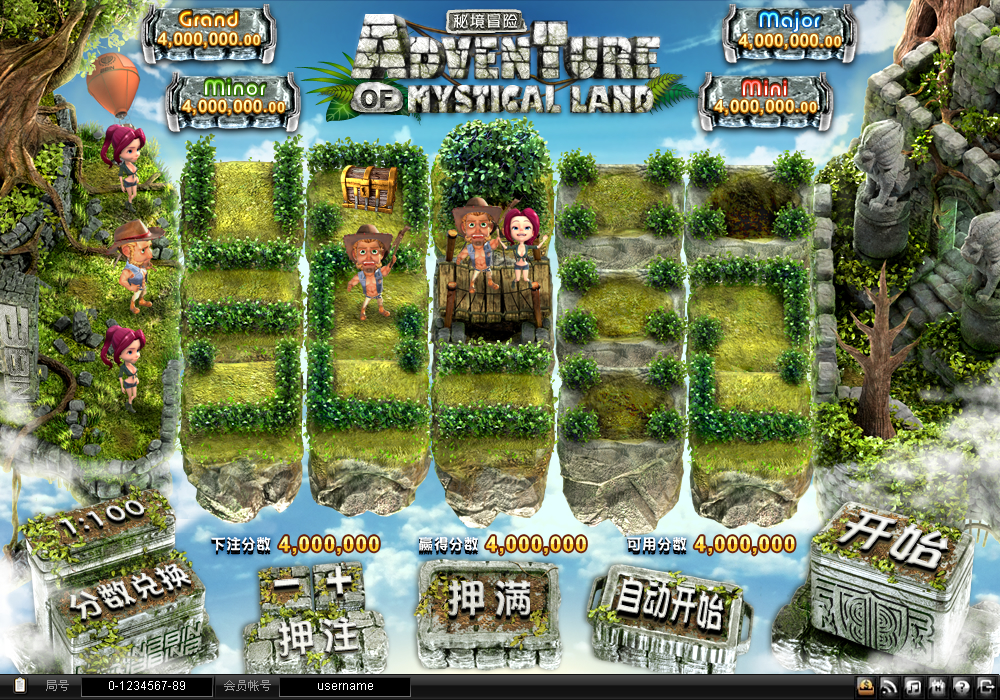 Grand
4,000,000.00
Minor
4,000,000.00
秘境冒险
ADVENTURE
OF MYSTICAL LAND
Major
4,000,000.00
Mini
4,000,000.00
下注分数 4,000,000
赢得分数 4,000,000
可用分数 4,000,000
1:100
分数兑换
− +
押注
押满
自动开始
开始
局号 0-1234567-89 会员帐号 username